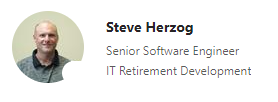 Steve Herzog
Senior Software Engineer
IT Retirement Development